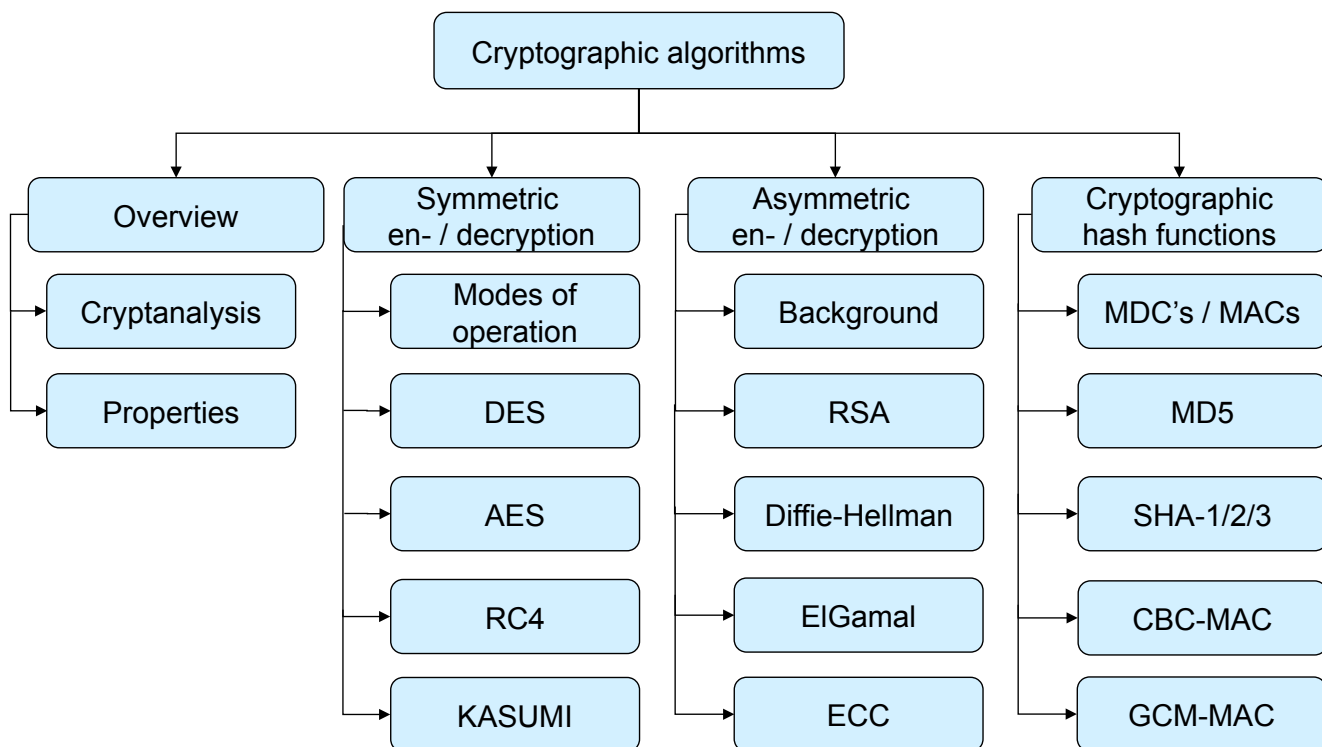 Cryptographic algorithms
Overview
Cryptanalysis
Properties
Symmetric
en- / decryption
Modes of
operation
DES
AES
RC4
KASUMI
Asymmetric
en- / decryption
Background
RSA
Diffie-Hellman
ElGamal
ECC
Cryptographic
hash functions
MDC’s / MACs
MD5
SHA-1/2/3
CBC-MAC
GCM-MAC